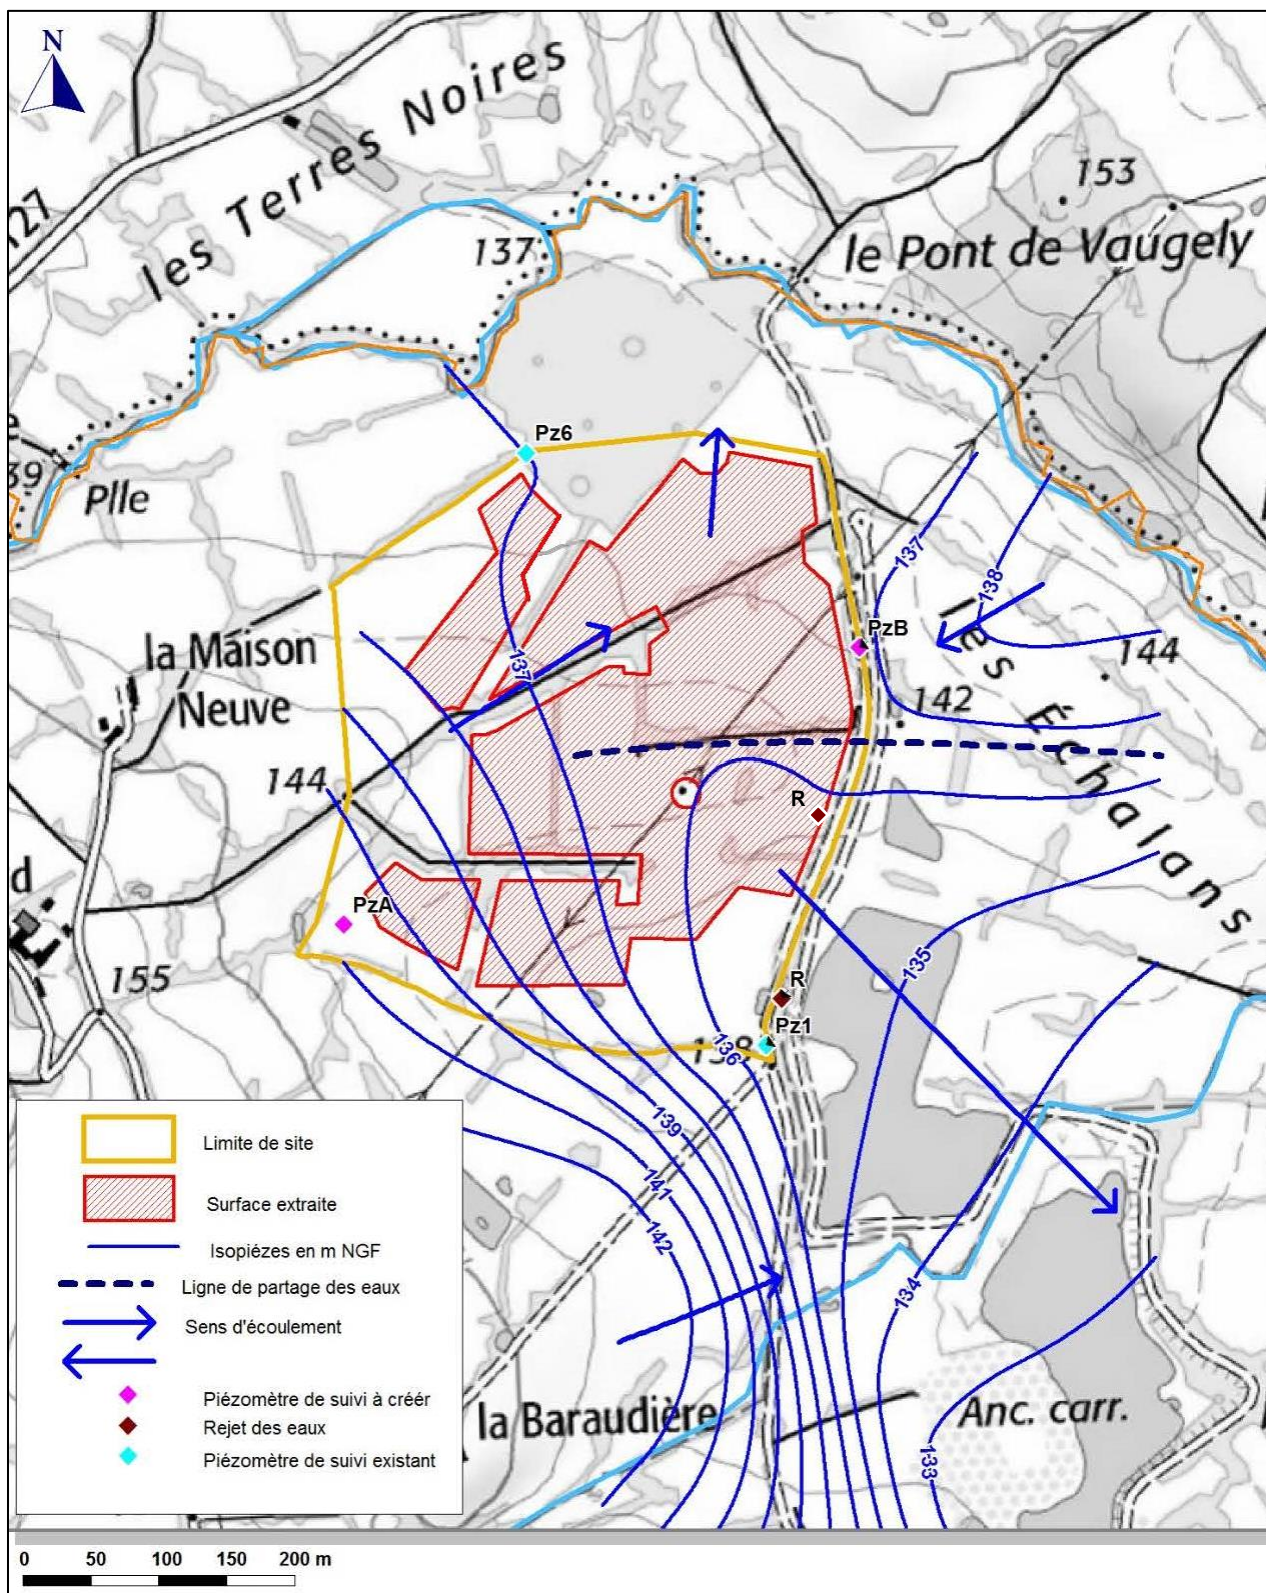 N
les Terres Noires
127
137
153
le Pont de Vaugely
Pz6
39
Plle
137
138
les Échalans
PzB
144
la Maison
Neuve
137
142
144
R
d
PzA
155
135
R
Pz1
138
136
139
141
142
134
133
la Baraudière
Anc. carr.
Limite de site
Surface extraite
Isopiézes en m NGF
Ligne de partage des eaux
Sens d'écoulement
Piézomètre de suivi à créér
Rejet des eaux
Piézomètre de suivi existant
0 50 100 150 200 m